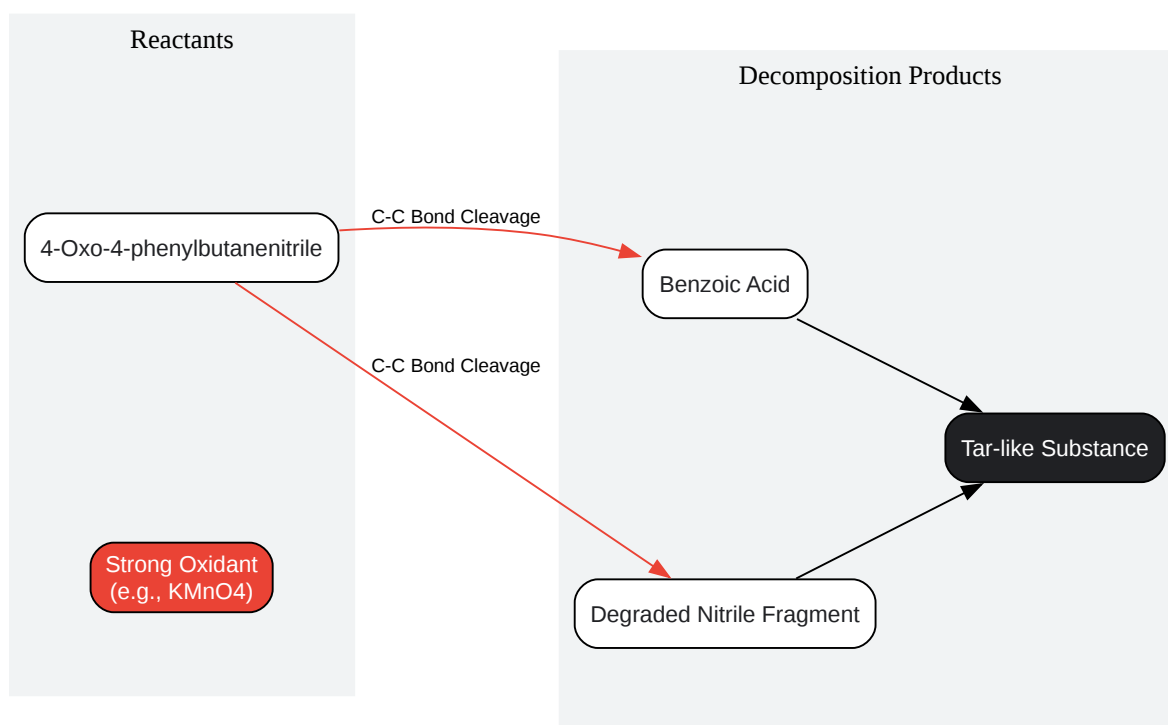 Reactants
Decomposition Products
4-Oxo-4-phenylbutanenitrile
C-C Bond Cleavage
Benzoic Acid
C-C Bond Cleavage
Tar-like Substance
Strong Oxidant
(e.g., KMnO4)
Degraded Nitrile Fragment